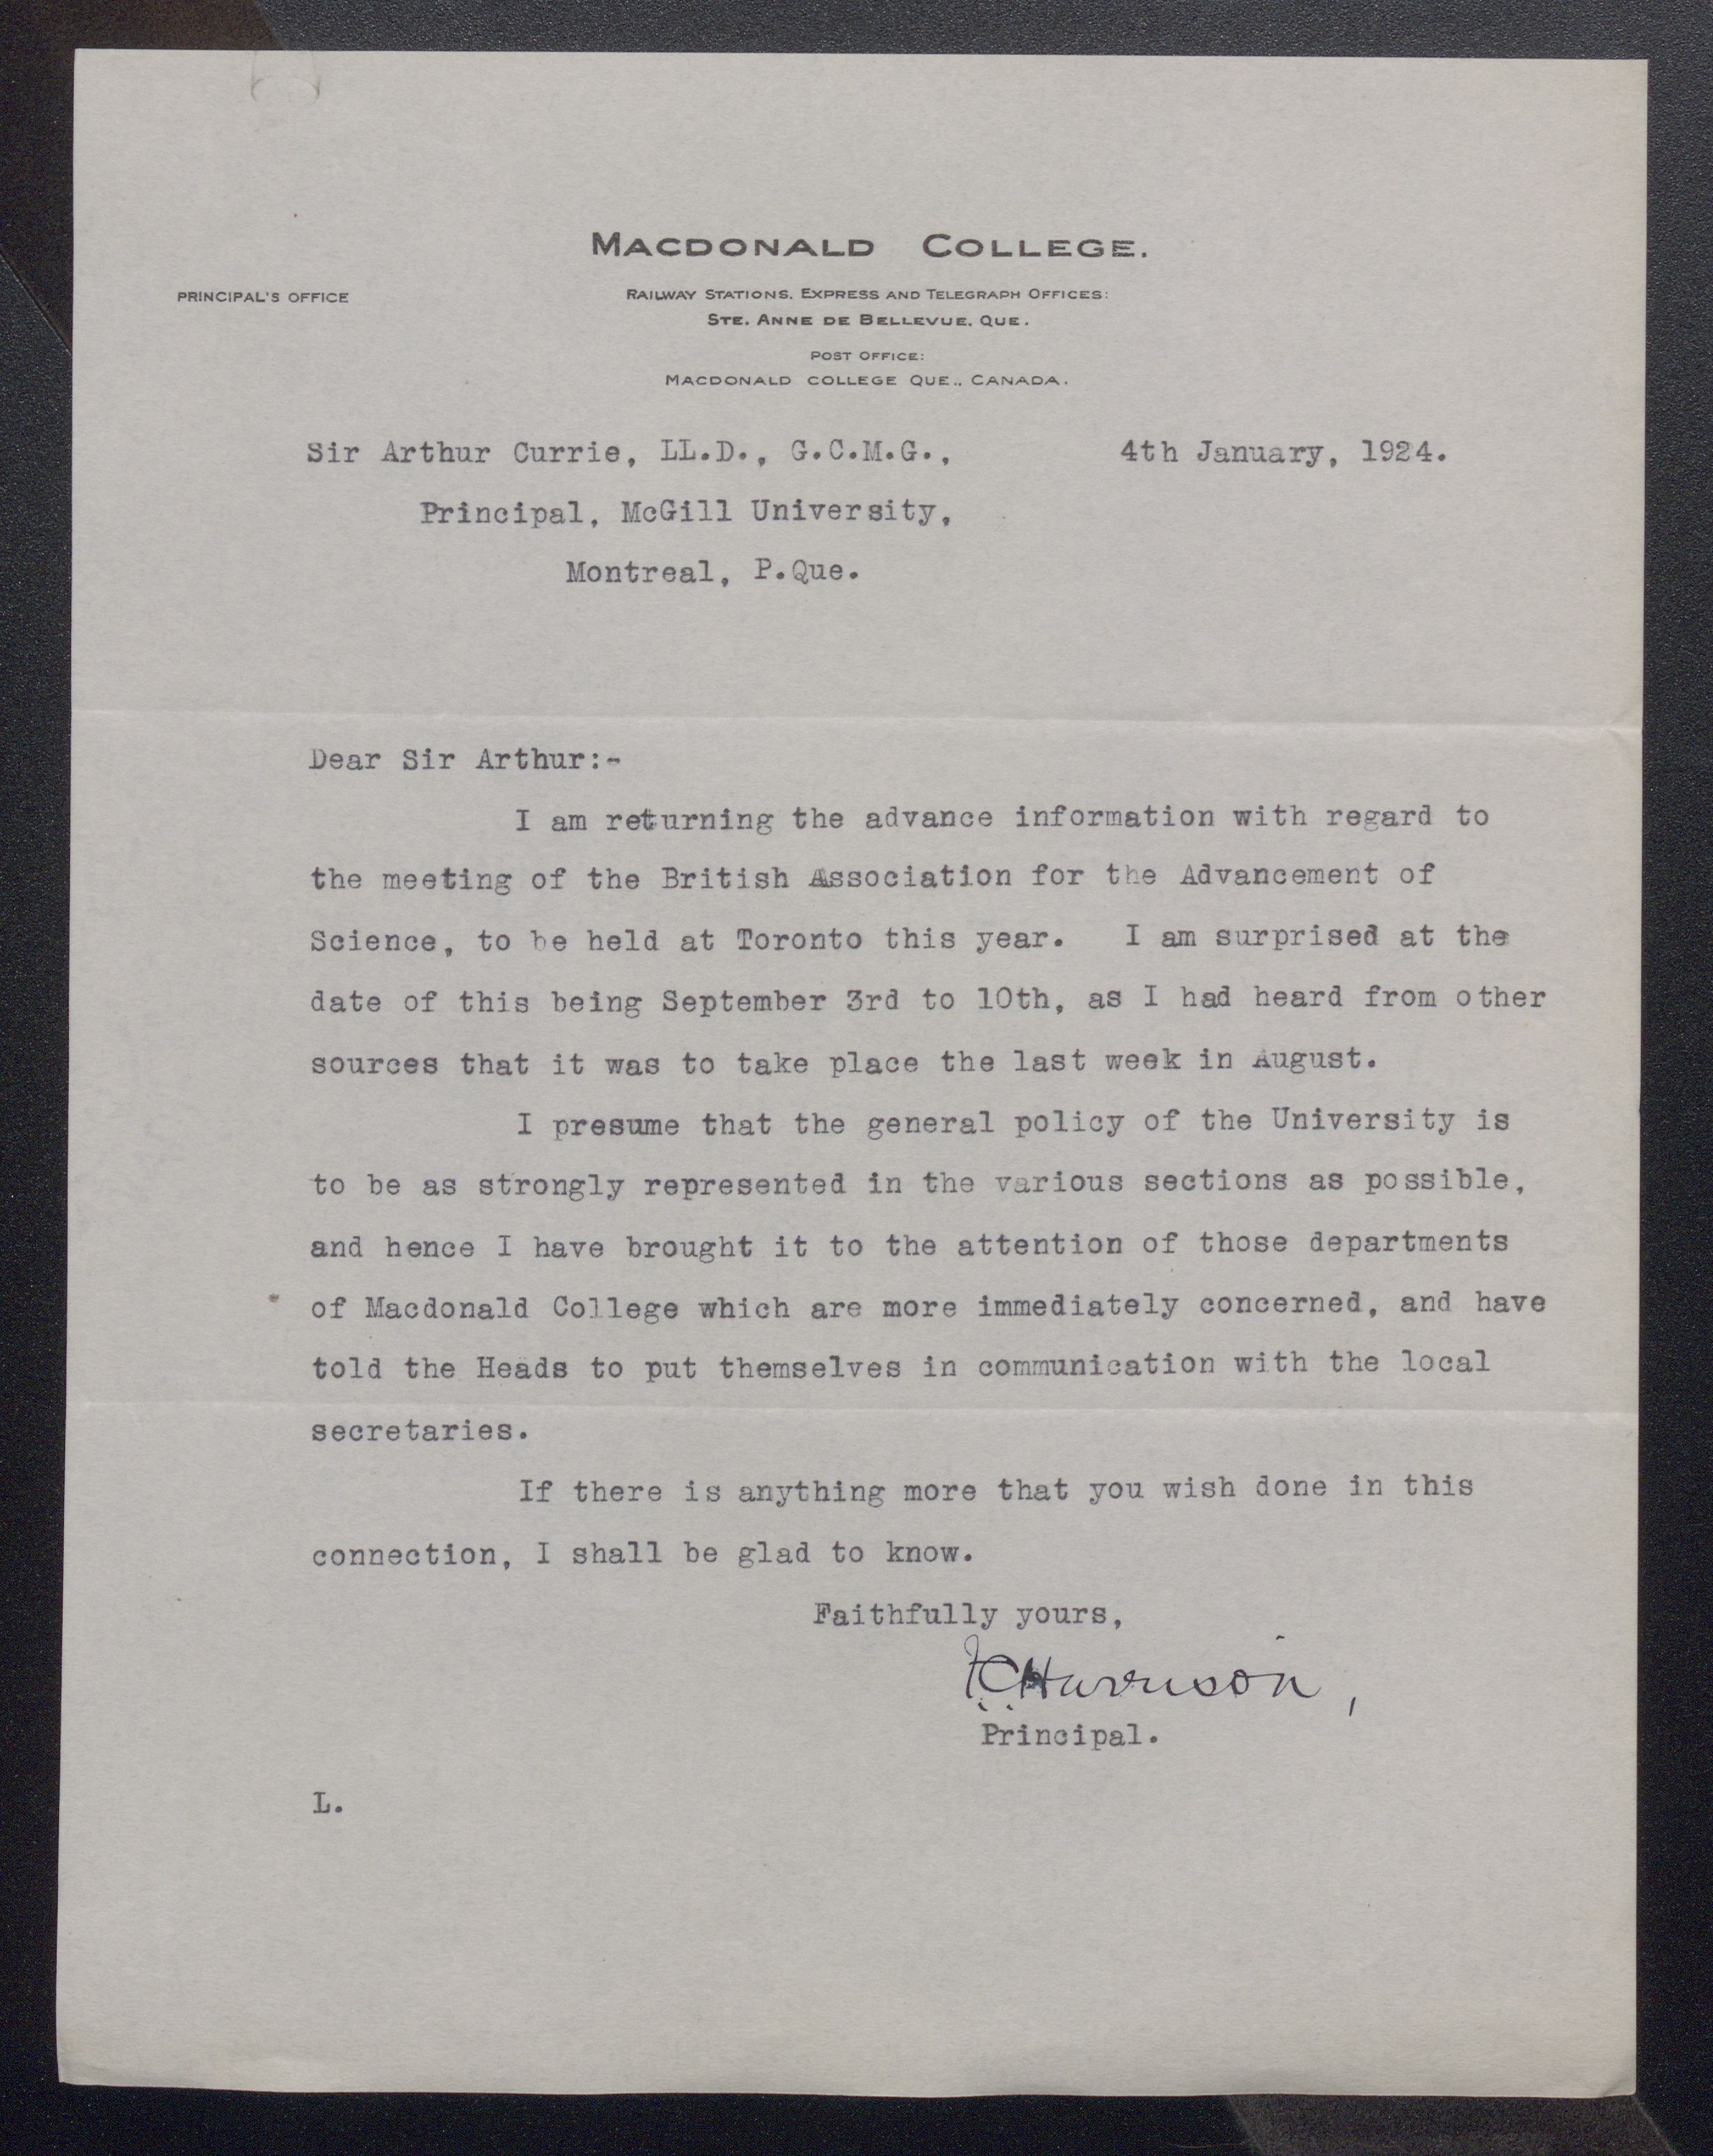 MACDONALD COLLEGE.
PRINCIPAL'S OFFICE
RAILWAY STATIONS, EXPRESS AND TELEGRAPH OFFICES:
STE. ANNE DE BELLEVUE, QUE.
POST OFFICE:
MACDONALD COLLEGE QUE., CANADA.
Sir Arthur Currie, LL.D., G.C.M.G., 4th January, 1924.
Principal, McGill University,
Montreal, P.Que.
Dear Sir Arthur:-
I am returning the advance information with regard to
the meeting of the British Association for the Advancement of
Science, to be held at Toronto this year. I am surprised at the
date of this being September 3rd to 10th, as I had heard from other
sources that it was to take place the last week in August.
I presume that the general policy of the University is
to be as strongly represented in the various sections as possible,
and hence I have brought it to the attention of those departments
of Macdonald College which are more immediately concerned, and have
told the Heads to put themselves in communication with the local
secretaries.
If there is anything more that you wish done in this
connection, I shall be glad to know.
Faithfully yours,
F.C.Harrison,
Principal.
L.